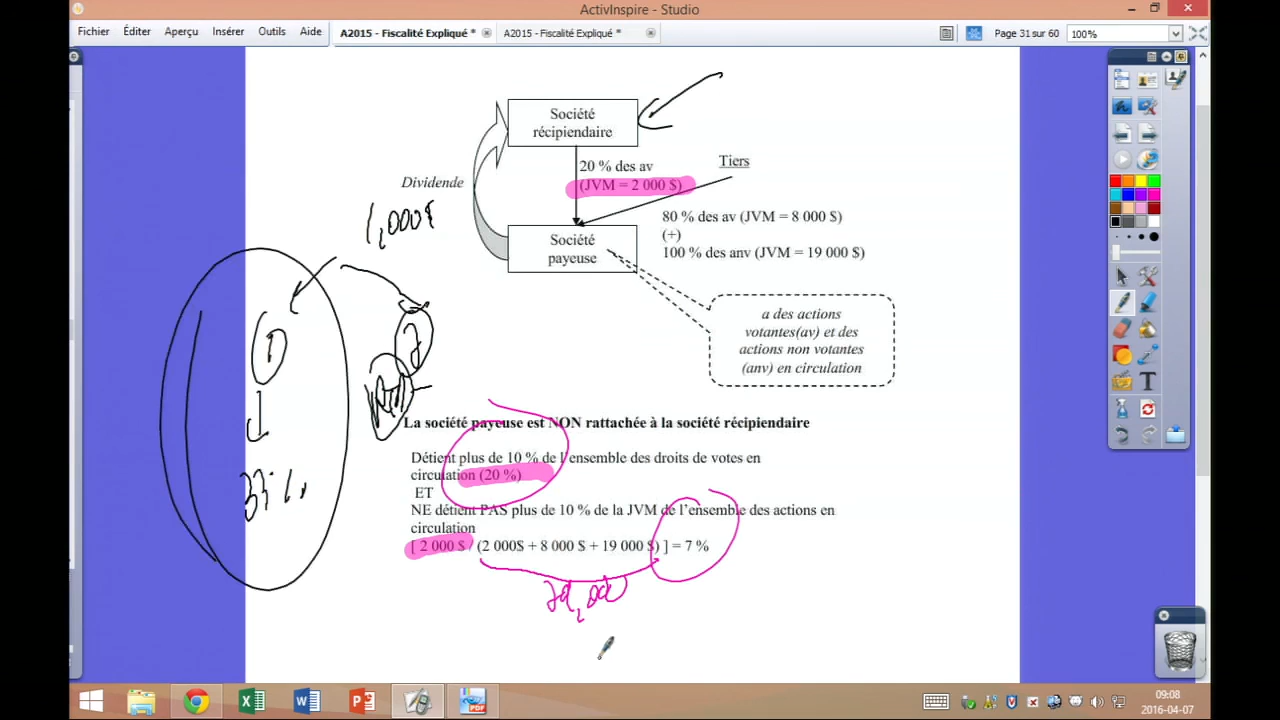 ActivInspire - Studio
Fichier Éditer Aperçu Insérer Outils Aide
A2015 - Fiscalité Expliqué *
A2015 - Fiscalité Expliqué *
Page 31 sur 60
100%
Société
récipiendaire
20 % des av
(JVM = 2 000 $)
Tiers
Dividende
1,000$
80 % des av (JVM = 8 000 $)
(+)
100 % des anv (JVM = 19 000 $)
Société
payeuse
a des actions
votantes(av) et des
actions non votantes
(anv) en circulation
La société payeuse est NON rattachée à la société récipiendaire
Détient plus de 10 % de l'ensemble des droits de votes en
circulation (20 %)
ET
NE détient PAS plus de 10 % de la JVM de l'ensemble des actions en
circulation
[ 2 000 $ / (2 000$ + 8 000 $ + 19 000 $) ] = 7 %
33%
09:08
2016-04-07